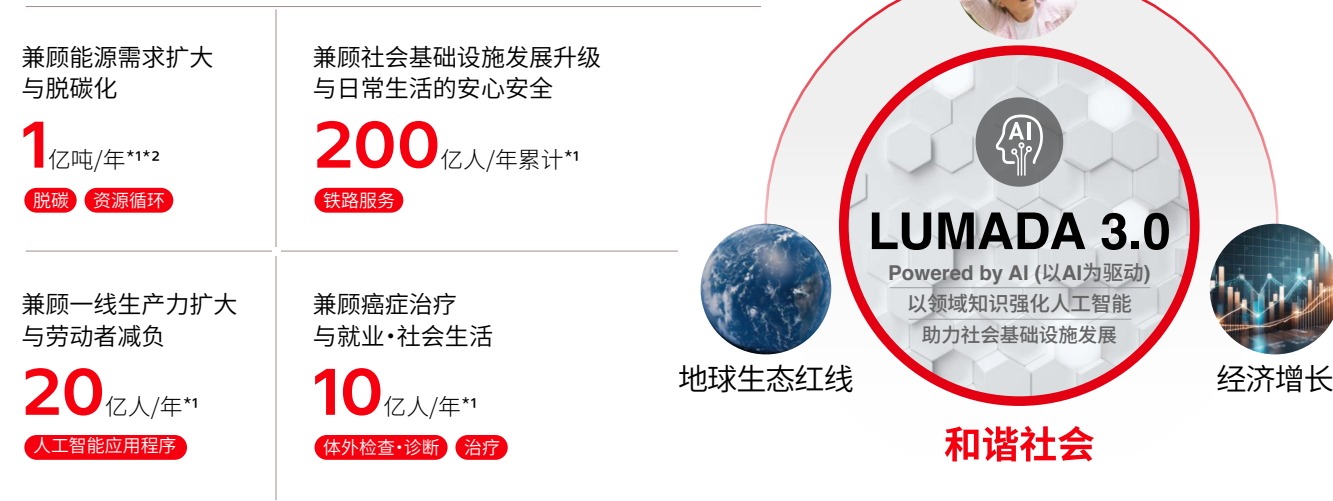 兼顾能源需求扩大
与脱碳化
1亿吨/年*1*2
脱碳 资源循环
兼顾社会基础设施发展升级
与日常生活的安心安全
200亿人/年累计*1
铁路服务
兼顾一线生产力扩大
与劳动者减负
20亿人/年*1
人工智能应用程序
兼顾癌症治疗
与就业•社会生活
10亿人/年*1
体外检查•诊断 治疗
AI
LUMADA 3.0
Powered by AI (以AI为驱动)
以领域知识强化人工智能
助力社会基础设施发展
地球生态红线
经济增长
和谐社会